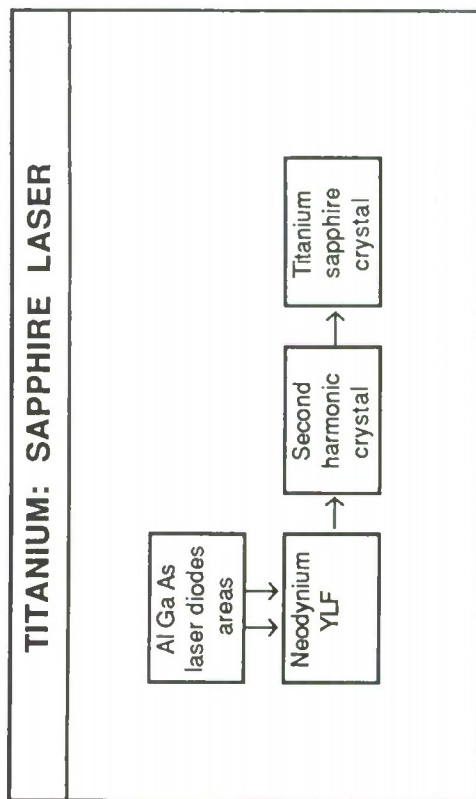 TITANIUM: SAPPHIRE LASER
Al Ga As
laser diodes
areas
Neodynium
YLF
Second
harmonic
crystal
Titanium
sapphire
crystal